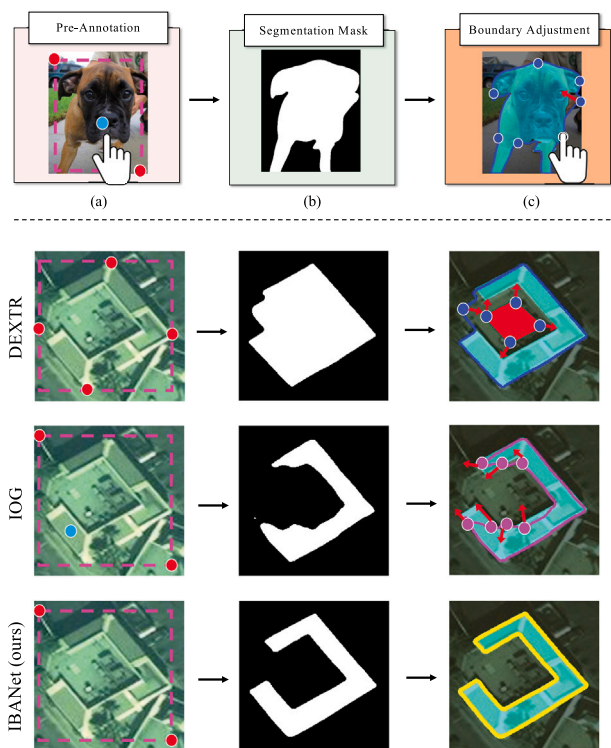 Pre-Annotation
Segmentation Mask
Boundary Adjustment
(a)
(b)
(c)
DEXTR
IOG
IBANet (ours)